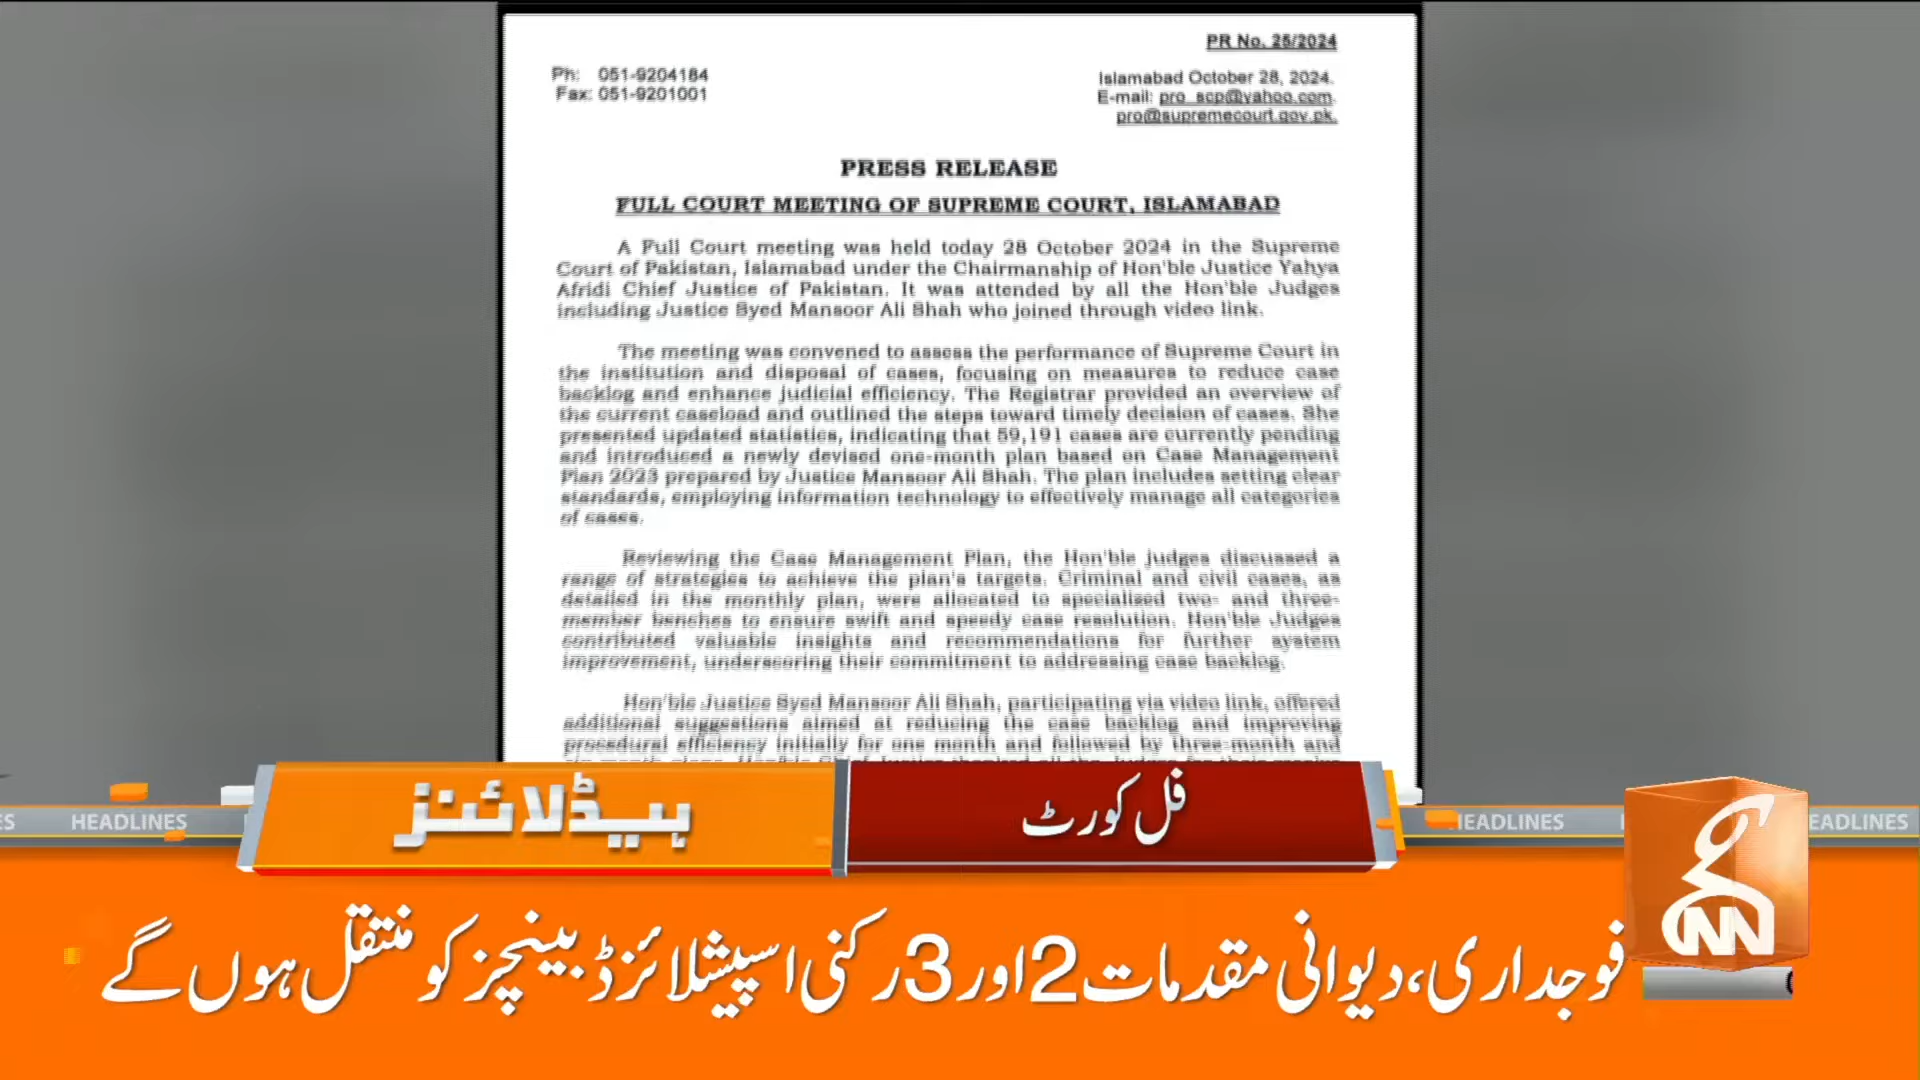 PR No. 25/2024
Ph: 051-9204184
Fax: 051-9201001
Islamabad October 28, 2024.
E-mail: pro_scp@yahoo.com.
pro@supremecourt.gov.pk.
PRESS RELEASE
FULL COURT MEETING OF SUPREME COURT, ISLAMABAD
A Full Court meeting was held today 28 October 2024 in the Supreme
Court of Pakistan, Islamabad under the Chairmanship of Hon'ble Justice Yahya
Afridi Chief Justice of Pakistan. It was attended by all the Hon'ble Judges
including Justice Syed Mansoor Ali Shah who joined through video link.
The meeting was convened to assess the performance of Supreme Court in
the institution and disposal of cases, focusing on measures to reduce case
backlog and enhance judicial efficiency. The Registrar provided an overview of
the current caseload and outlined the steps toward timely decision of cases. She
presented updated statistics, indicating that 59,191 cases are currently pending
and introduced a newly devised one-month plan based on Case Management
Plan 2023 prepared by Justice Mansoor Ali Shah. The plan includes setting clear
standards, employing information technology to effectively manage all categories
of cases.
Reviewing the Case Management Plan, the Hon'ble judges discussed a
range of strategies to achieve the plan's targets. Criminal and civil cases, as
detailed in the monthly plan, were allocated to specialized two- and three-
member benches to ensure swift and speedy case resolution. Hon'ble Judges
contributed valuable insights and recommendations for further system
improvement, underscoring their commitment to addressing case backlog.
Hon'ble Justice Syed Mansoor Ali Shah, participating via video link, offered
additional suggestions aimed at reducing the case backlog and improving
procedural efficiency initially for one month and followed by three-month and
HEADLINES
فل کورٹ
ہیڈلائنز
HEADLINES
EADLINES
GNN
فوجداری، دیوانی مقدمات 2 اور 3 رکنی اسپیشلائزڈ بینچز کو منتقل ہوں گے